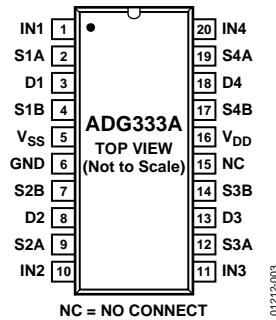 IN1 1 20 IN4
S1A 2 19 S4A
D1 3 18 D4
S1B 4 17 S4B
VSS 5 16 VDD
GND 6 15 NC
S2B 7 14 S3B
D2 8 13 D3
S2A 9 12 S3A
IN2 10 11 IN3
ADG333A
TOP VIEW
(Not to Scale)
NC = NO CONNECT
01212-003